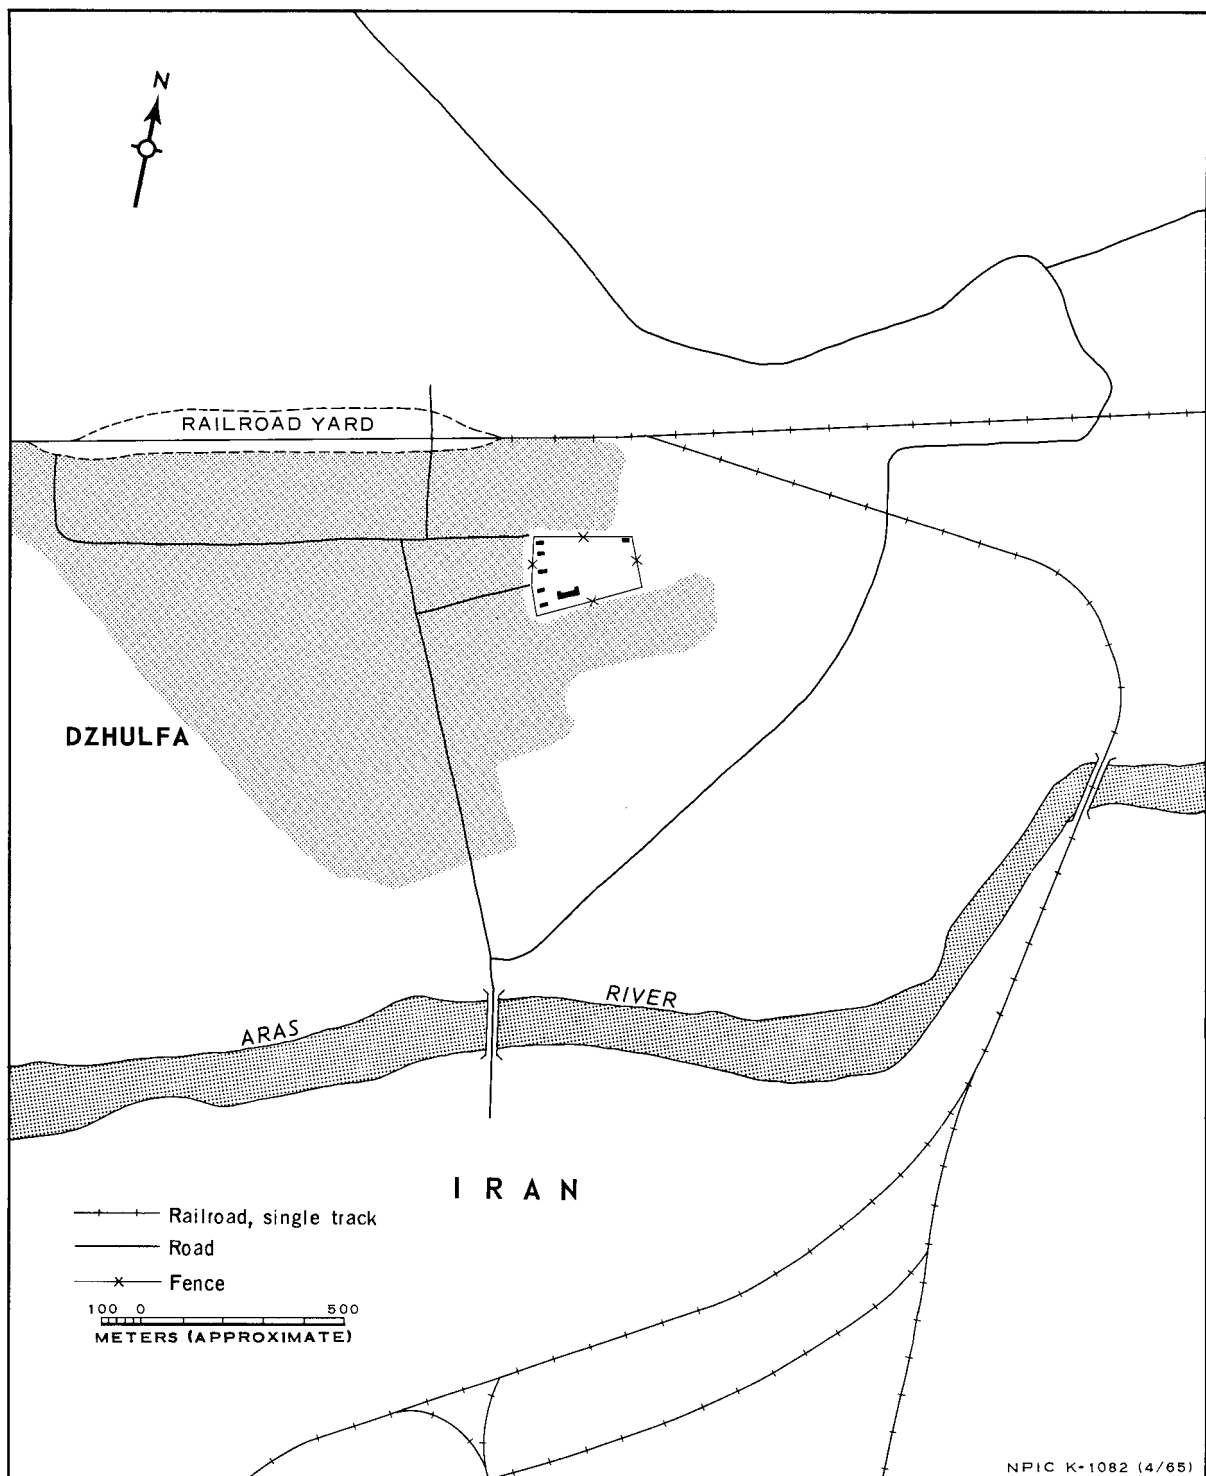 N
RAILROAD YARD
DZHULFA
ARAS RIVER
IRAN
Railroad, single track
Road
Fence
100 0 500
METERS (APPROXIMATE)
NPIC K-1082 (4/65)